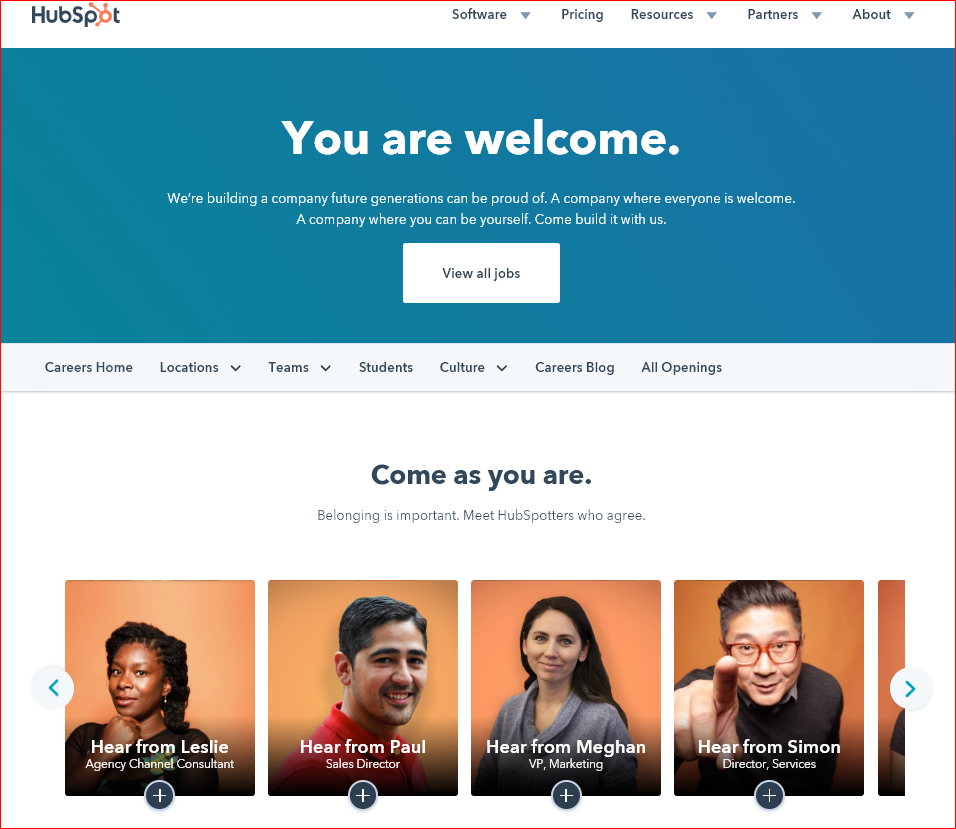 HubSpot
Software Pricing Resources Partners About
You are welcome.
We're building a company future generations can be proud of. A company where everyone is welcome.
A company where you can be yourself. Come build it with us.
View all jobs
Careers Home Locations Teams Students Culture Careers Blog All Openings
Come as you are.
Belonging is important. Meet HubSpotters who agree.
Hear from Leslie
Agency Channel Consultant
Hear from Paul
Sales Director
Hear from Meghan
VP, Marketing
Hear from Simon
Director, Services